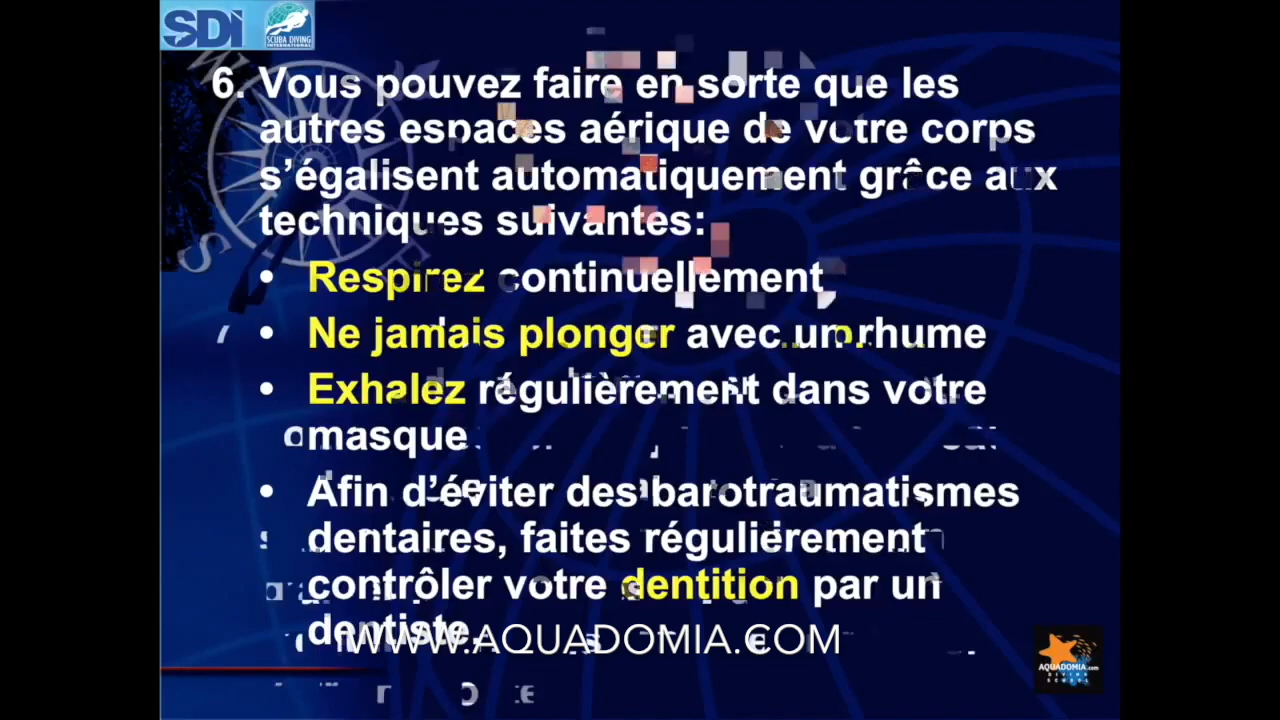 SDI
SCUBA DIVING
INTERNATIONAL
6. Vous pouvez faire en sorte que les
autres espaces aérique de votre corps
s'égalisent automatiquement grâce aux
techniques suivantes:
• Respirez continuellement
• Ne jamais plonger avec un rhume
• Exhalez régulièrement dans votre
masque
• Afin d'éviter des barotraumatismes
dentaires, faites régulièrement
contrôler votre dentition par un
dentiste.
WWW.AQUADOMIA.COM
AQUADOMIA.com
DIVING
SCHOOL